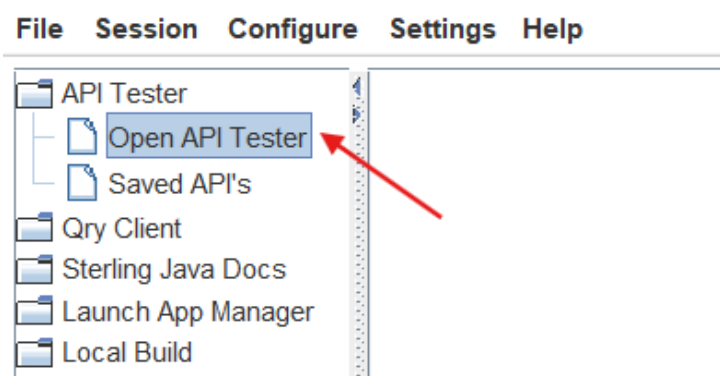 File Session Configure Settings Help
API Tester
Open API Tester
Saved API's
Qry Client
Sterling Java Docs
Launch App Manager
Local Build